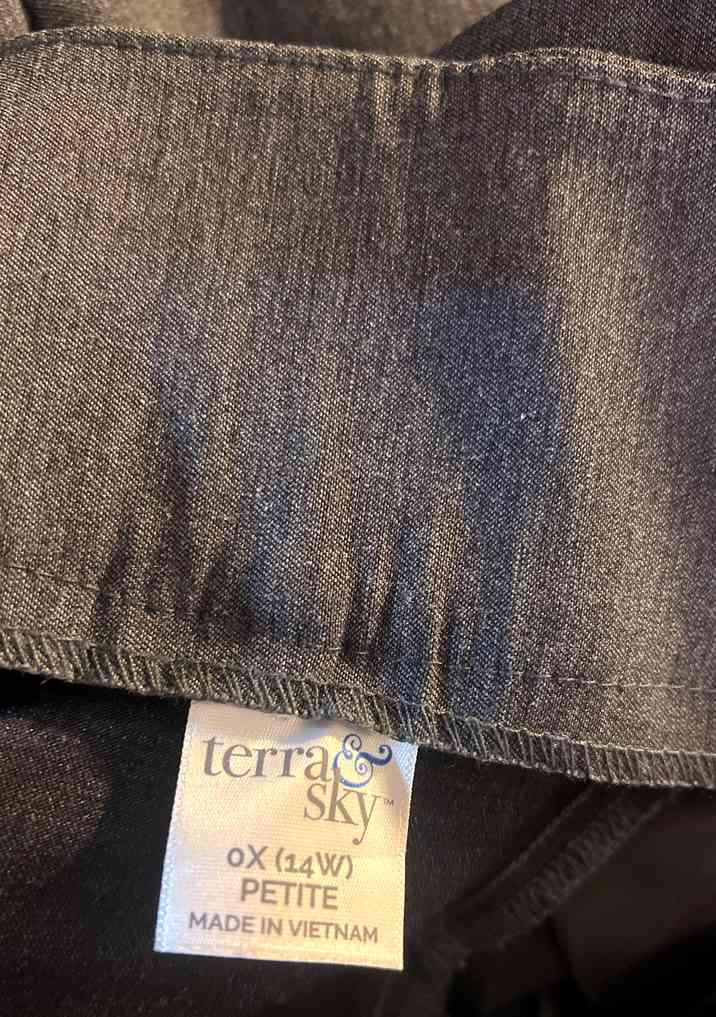 terra &
sky™
0X (14W)
PETITE
MADE IN VIETNAM